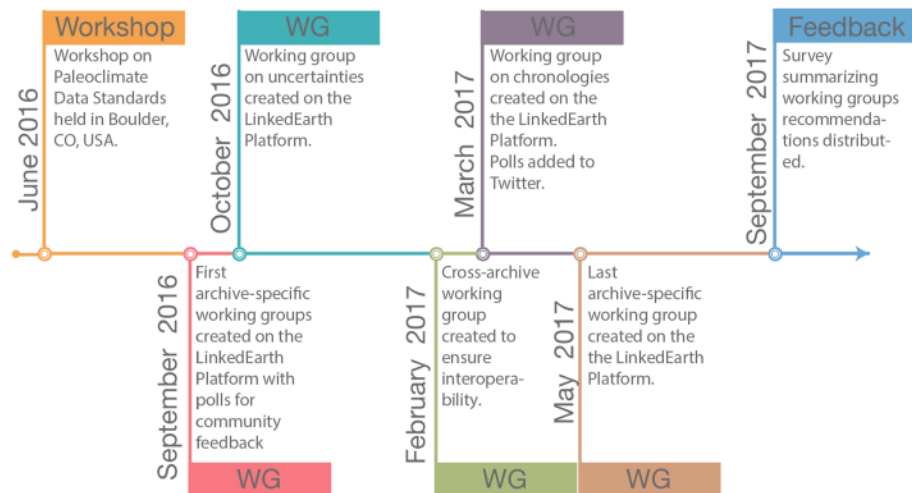 June 2016
Workshop
Workshop on
Paleoclimate
Data Standards
held in Boulder,
CO, USA.
September 2016
First
archive-specific
working groups
created on the
LinkedEarth
Platform with
polls for
community
feedback
WG
October 2016
WG
Working group
on uncertainties
created on the
LinkedEarth
Platform.
February 2017
Cross-archive
working
group
created to
ensure
interopera-
bility.
WG
March 2017
WG
Working group
on chronologies
created on the
the LinkedEarth
Platform.
Polls added to
Twitter.
May 2017
Last
archive-specific
working group
created on the
the LinkedEarth
Platform.
WG
September 2017
Feedback
Survey
summarizing
working groups
recommenda-
tions distribut-
ed.